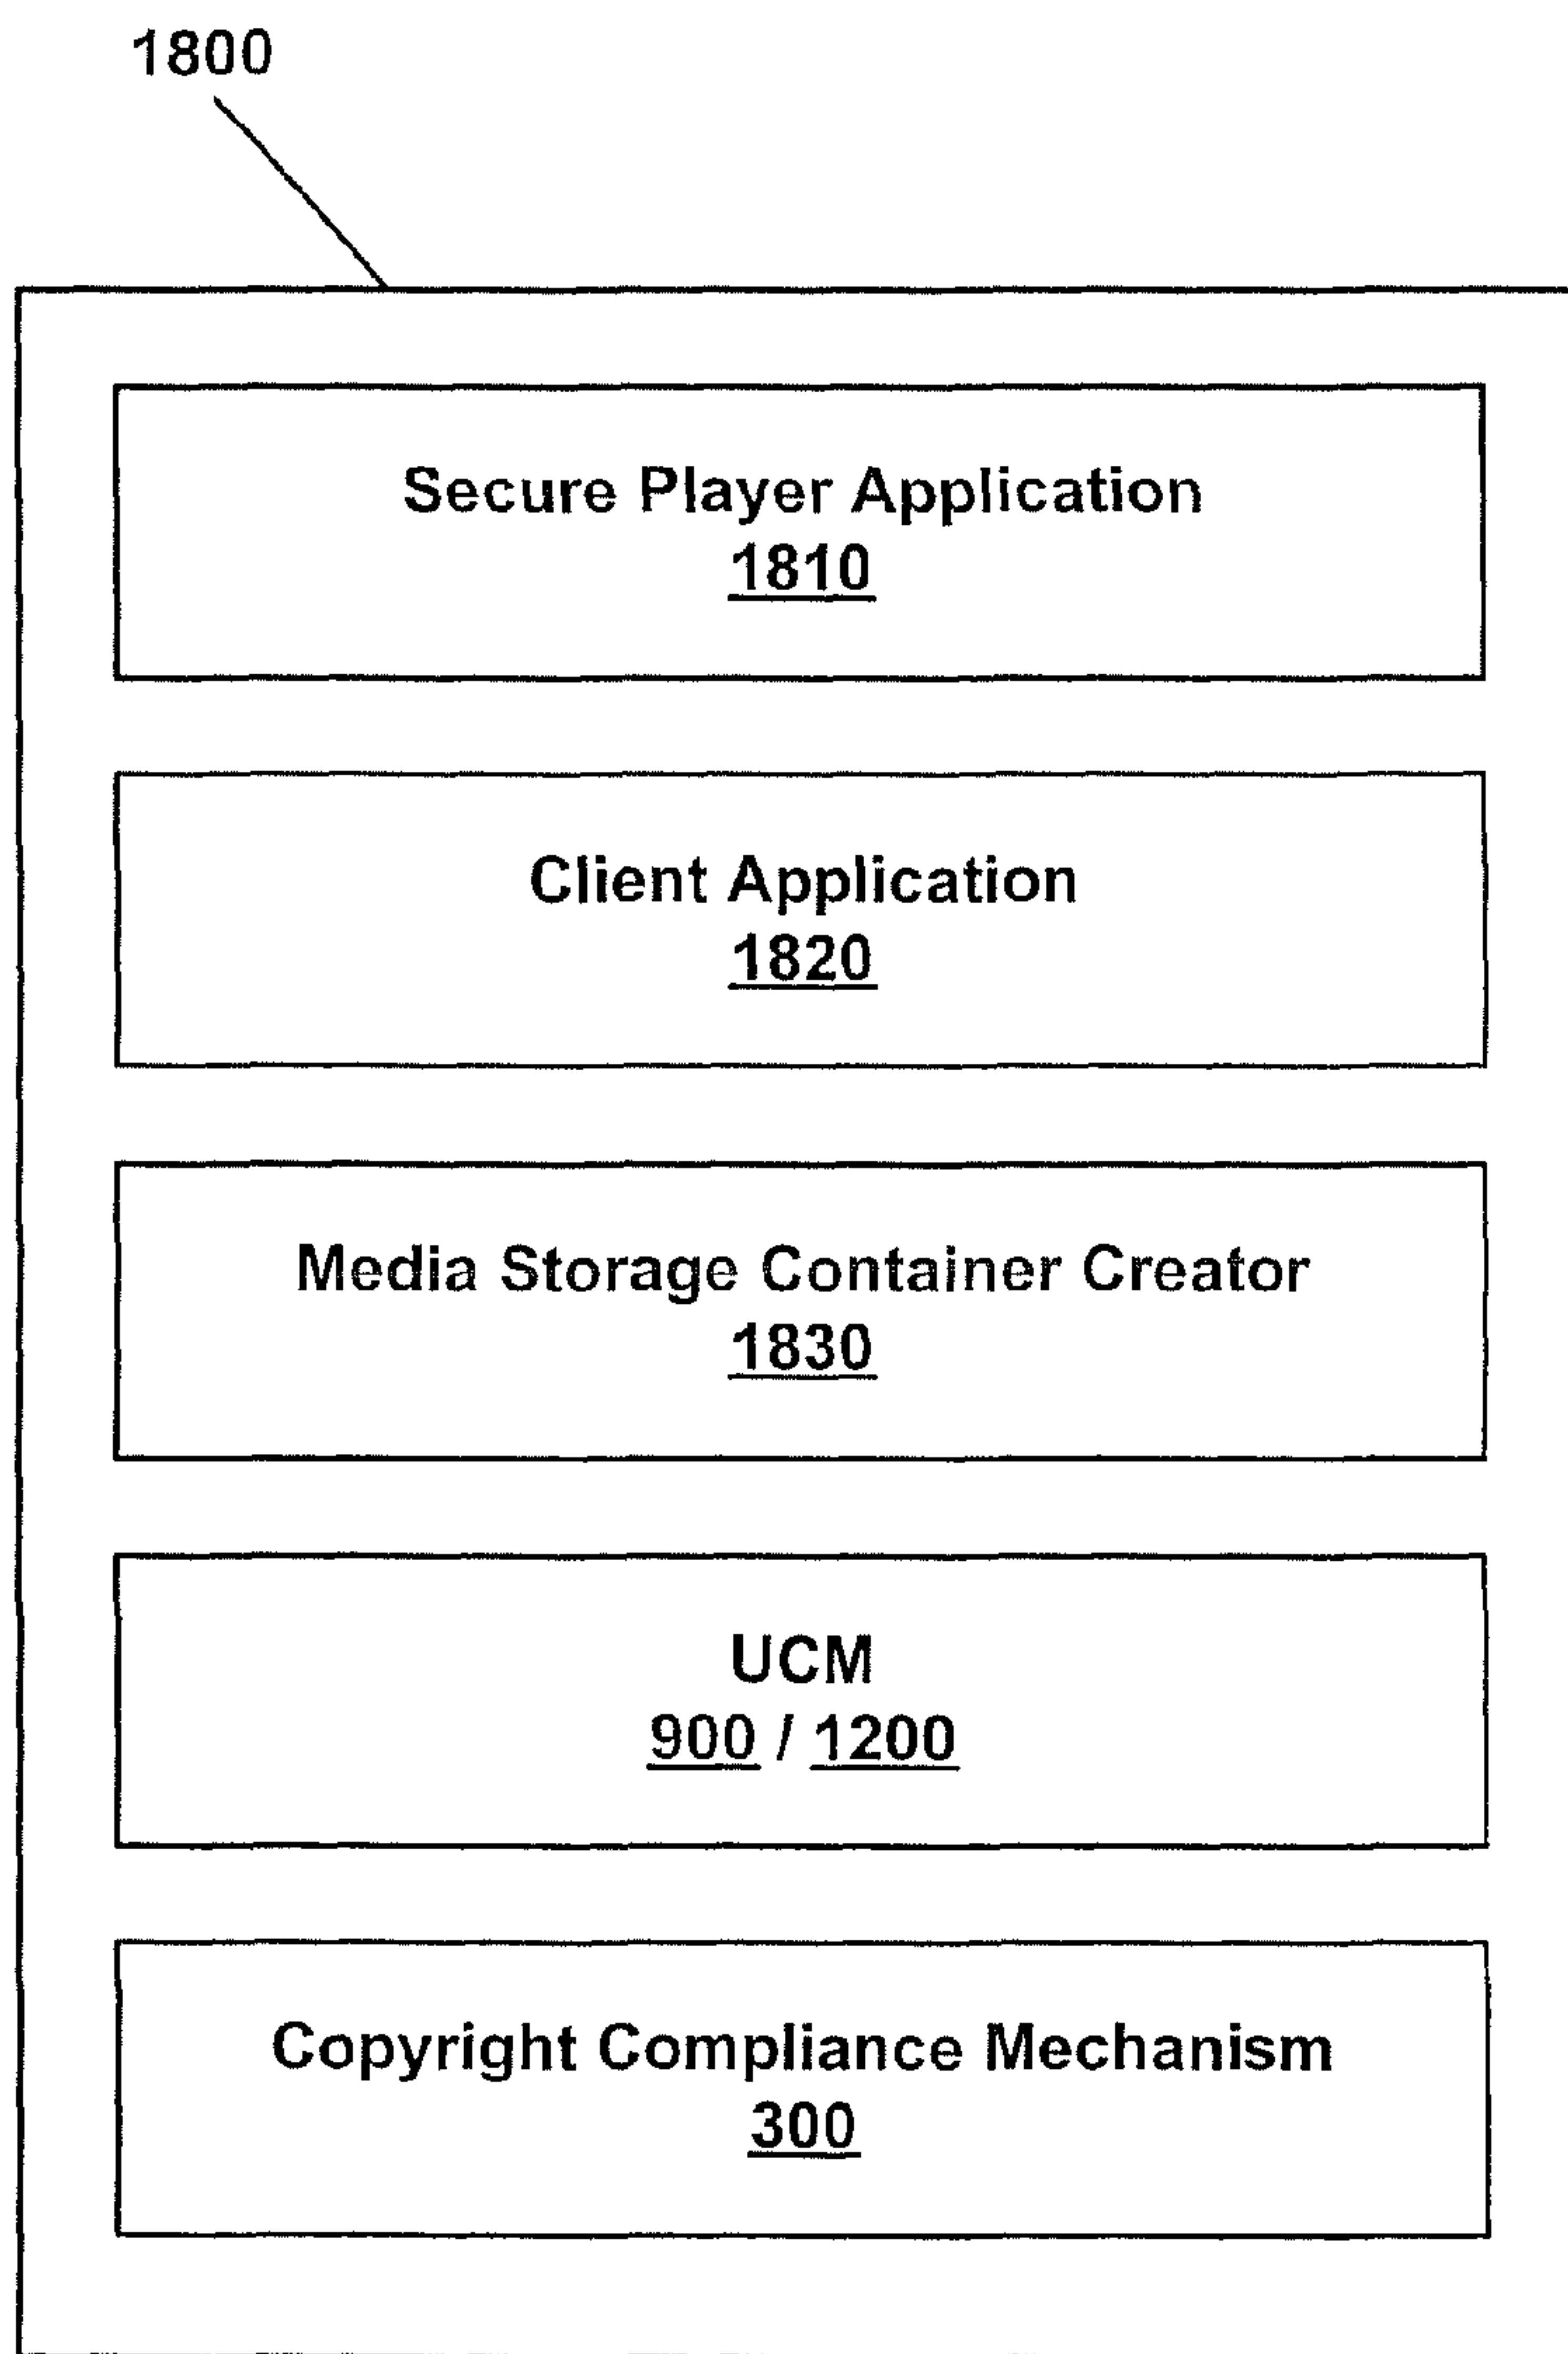 1800
Secure Player Application
1810
Client Application
1820
Media Storage Container Creator
1830
UCM
900 / 1200
Copyright Compliance Mechanism
300